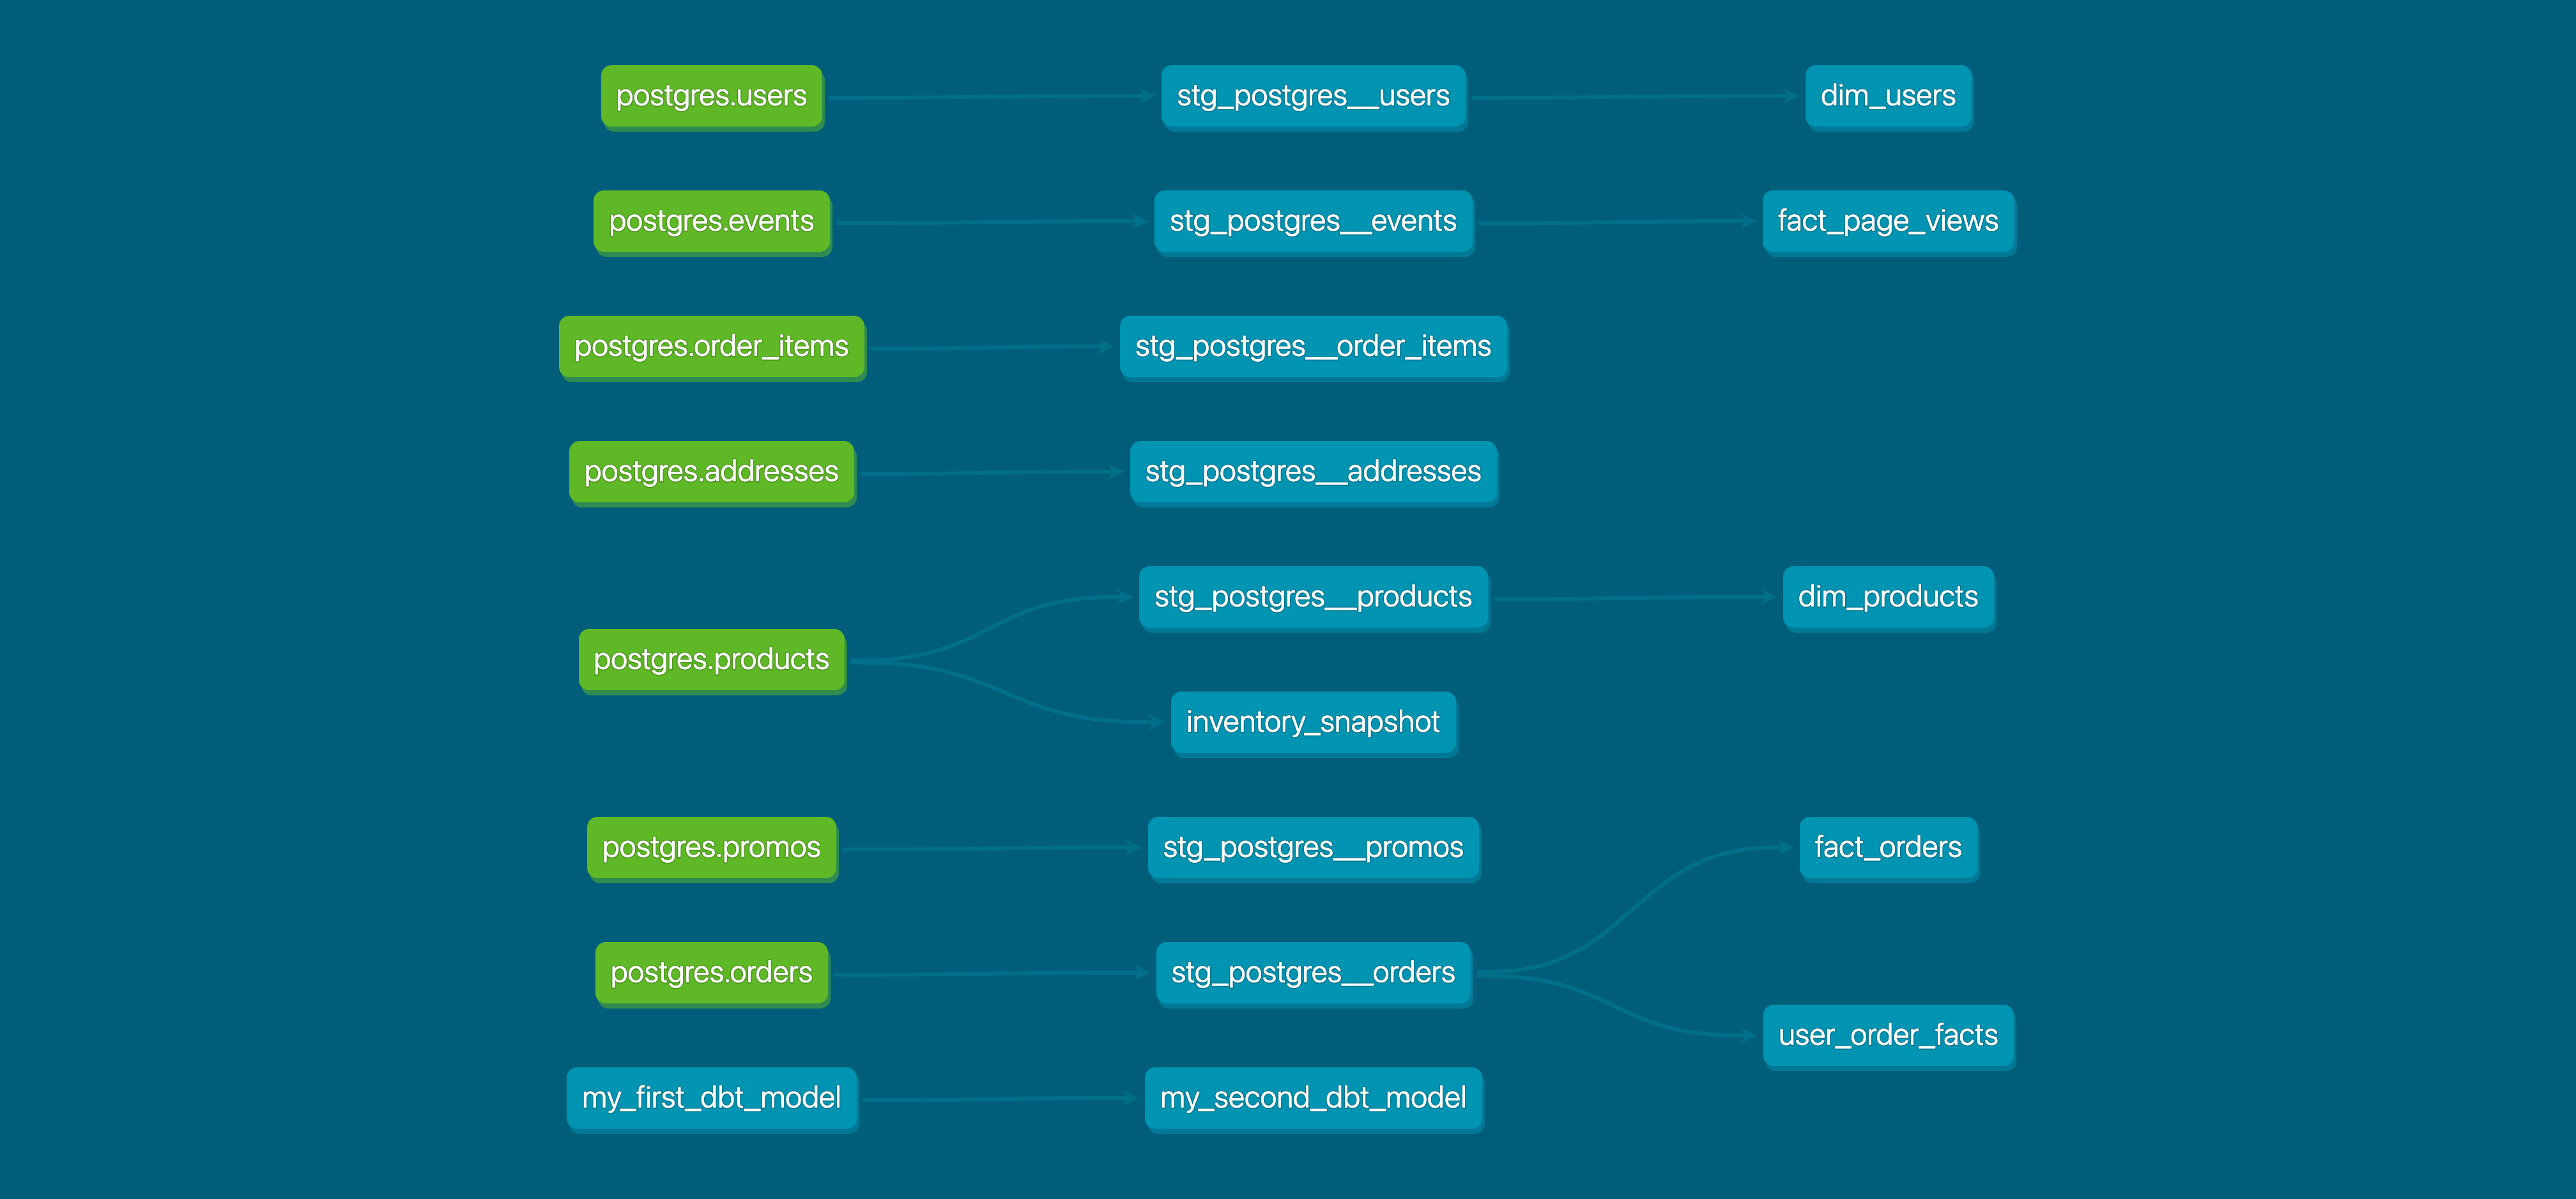 postgres.users
stg_postgres__users
dim_users
postgres.events
stg_postgres__events
fact_page_views
postgres.order_items
stg_postgres__order_items
postgres.addresses
stg_postgres__addresses
stg_postgres__products
dim_products
postgres.products
inventory_snapshot
postgres.promos
stg_postgres__promos
fact_orders
postgres.orders
stg_postgres__orders
user_order_facts
my_first_dbt_model
my_second_dbt_model